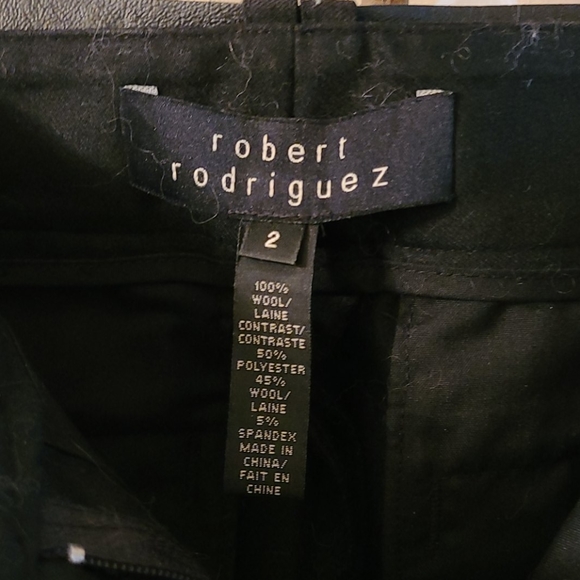 robert
rodriguez
2
100%
WOOL/
LAINE
CONTRAST/
CONTRASTE
50%
POLYESTER
45%
WOOL/
LAINE
5%
SPANDEX
MADE IN
CHINA/
FAIT EN
CHINE